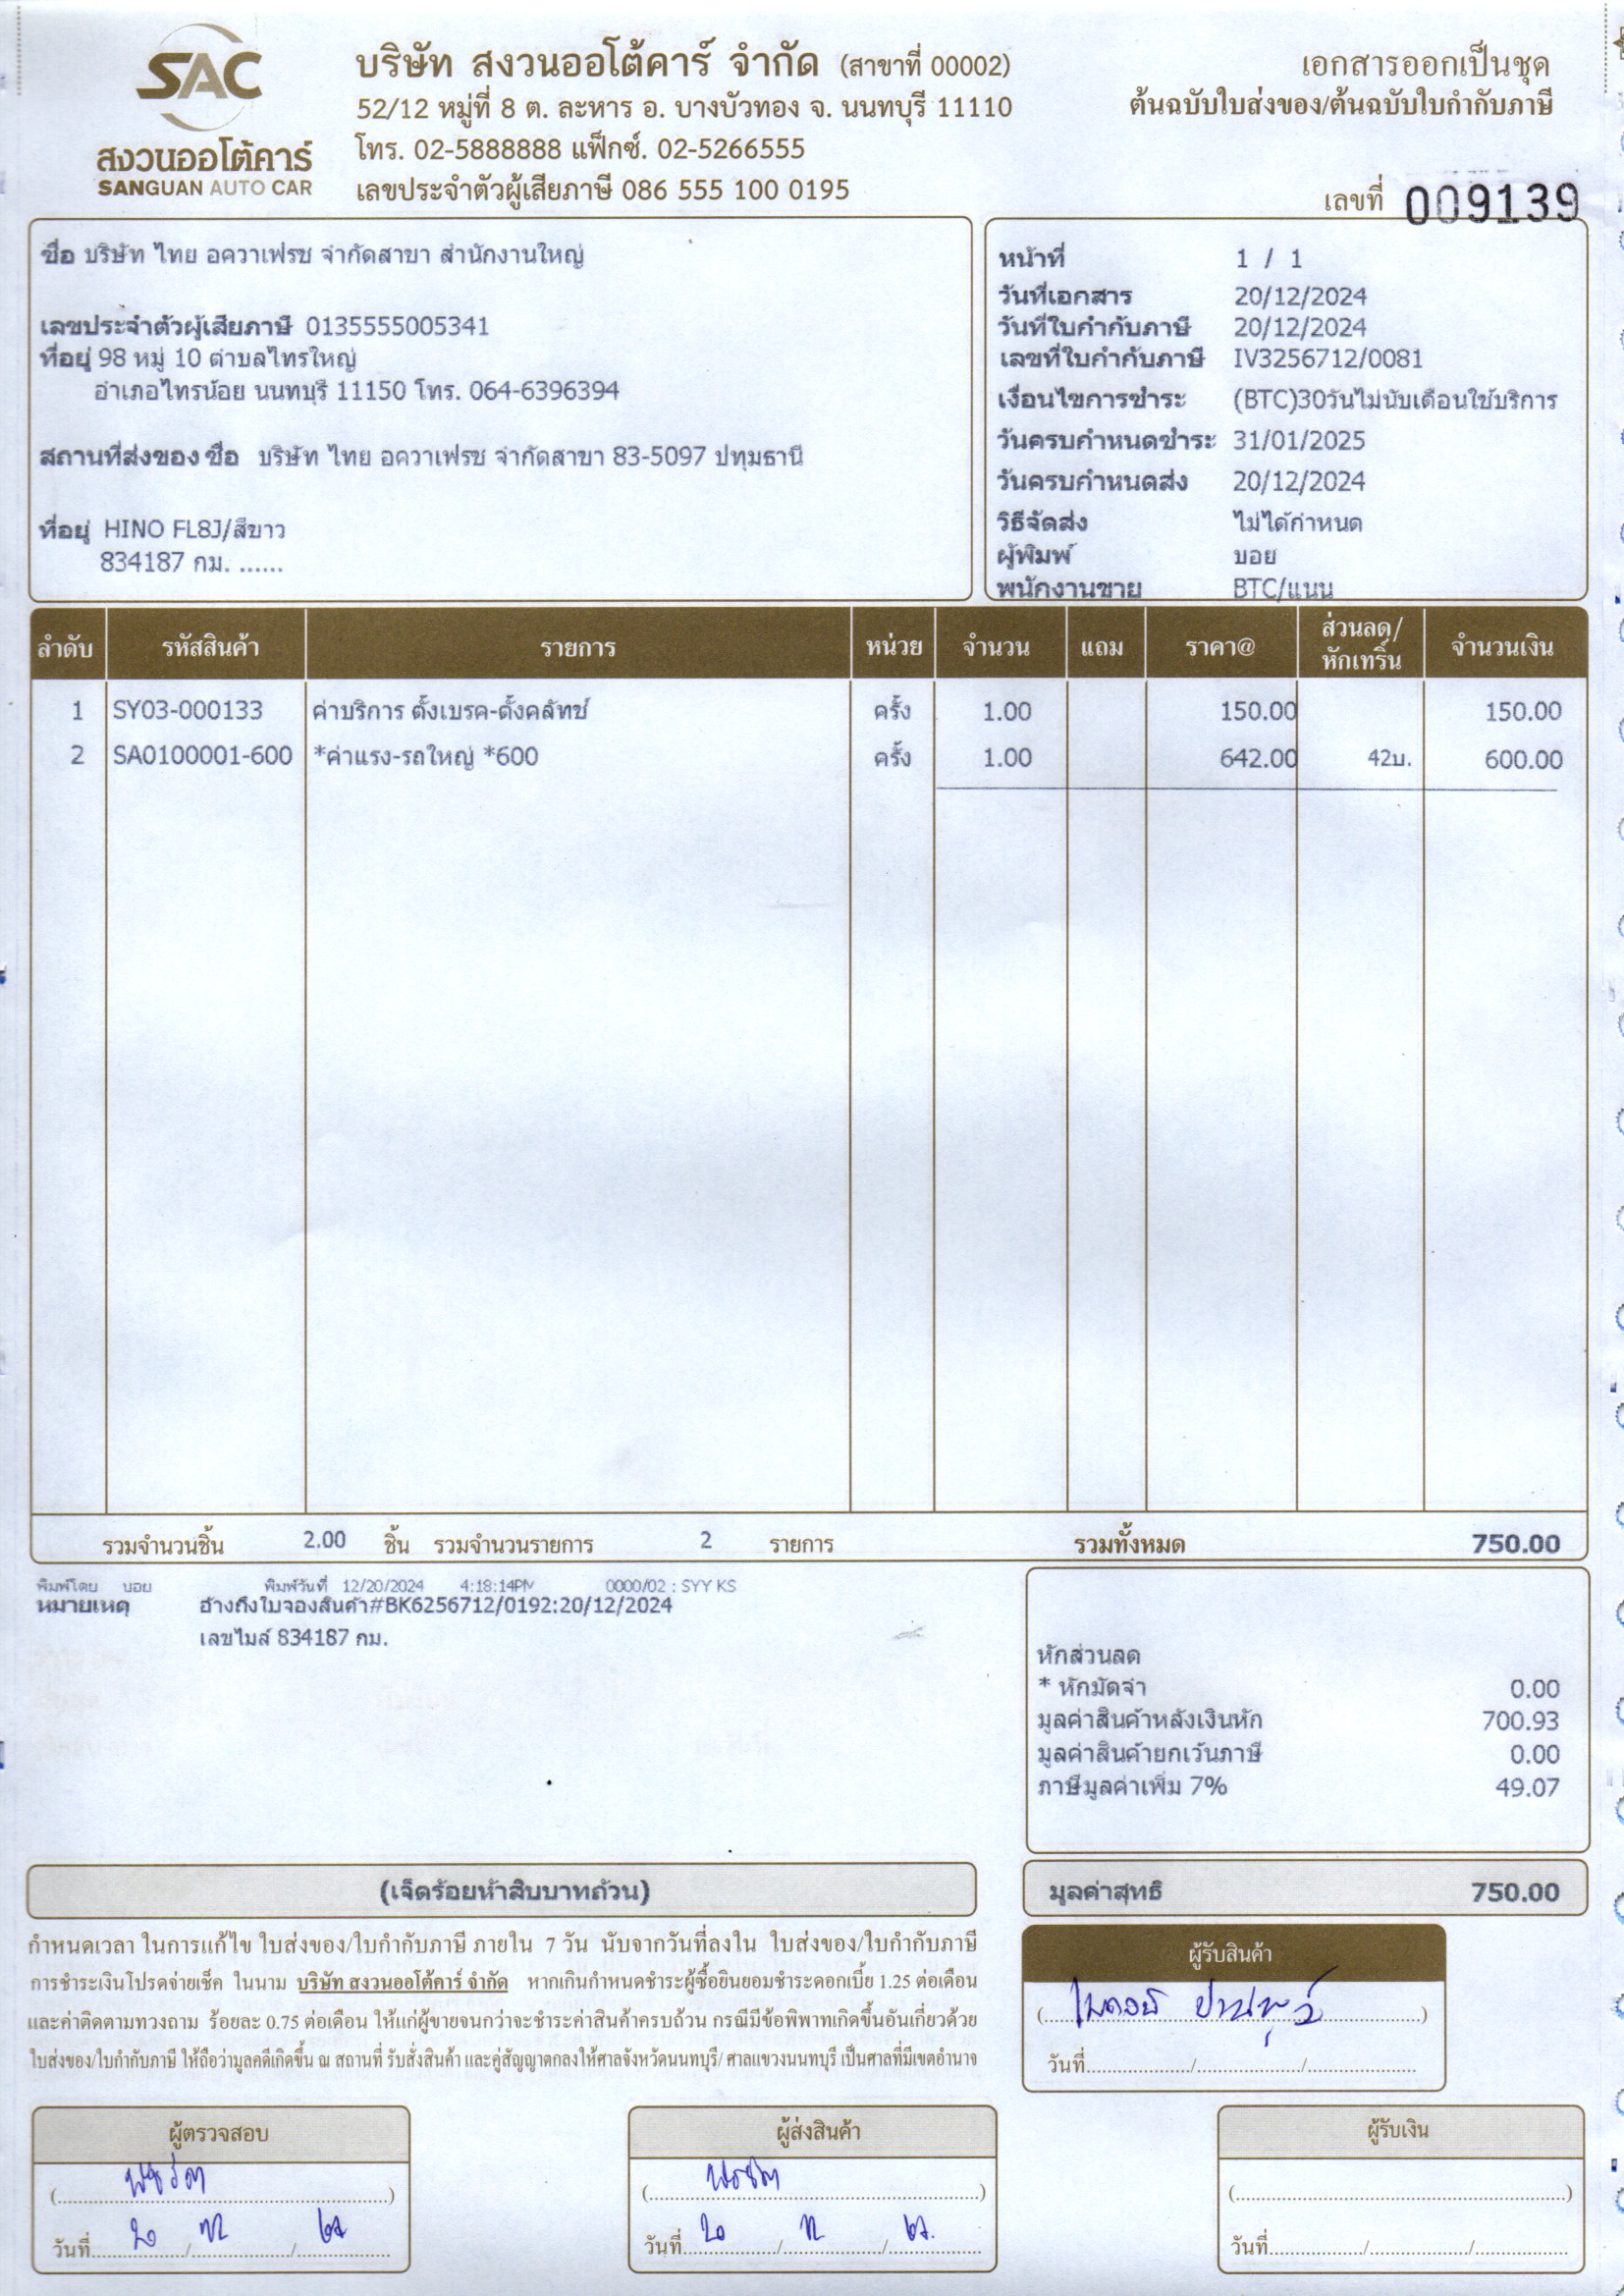 SAC
สงวนออโต้คาร์
SANGUAN AUTO CAR
บริษัท สงวนออโต้คาร์ จำกัด (สาขาที่ 00002)
52/12 หมู่ที่ 8 ต. ละหาร อ. บางบัวทอง จ. นนทบุรี 11110
โทร. 02-5888888 แฟ็กซ์. 02-5266555
เลขประจำตัวผู้เสียภาษี 086 555 100 0195
เอกสารออกเป็นชุด
ต้นฉบับใบส่งของ/ต้นฉบับใบกำกับภาษี
เลขที่ 009139
ชื่อ บริษัท ไทย อควาเฟรช จำกัดสาขา สำนักงานใหญ่
เลขประจำตัวผู้เสียภาษี 0135555005341
ที่อยู่ 98 หมู่ 10 ตำบลไทรใหญ่
อำเภอไทรน้อย นนทบุรี 11150 โทร. 064-6396394
สถานที่ส่งของ ชื่อ บริษัท ไทย อควาเฟรช จำกัดสาขา 83-5097 ปทุมธานี
ที่อยู่ HINO FL8J/สีขาว
834187 กม. ......
หน้าที่ 1 / 1
วันที่เอกสาร 20/12/2024
วันที่ใบกำกับภาษี 20/12/2024
เลขที่ใบกำกับภาษี IV3256712/0081
เงื่อนไขการชำระ (BTC)30วันไม่นับเดือนใช้บริการ
วันครบกำหนดชำระ 31/01/2025
วันครบกำหนดส่ง 20/12/2024
วิธีจัดส่ง ไม่ได้กำหนด
ผู้พิมพ์ บอย
พนักงานขาย BTC/แนน
ลำดับ รหัสสินค้า รายการ หน่วย จำนวน แถม ราคา@ ส่วนลด/หักเทริ์น จำนวนเงิน
1 SY03-000133 ค่าบริการ ตั้งเบรค-ตั้งคลัทช์ ครั้ง 1.00 150.00 150.00
2 SA0100001-600 *ค่าแรง-รถใหญ่ *600 ครั้ง 1.00 642.00 42บ. 600.00
รวมจำนวนชิ้น 2.00 ชิ้น รวมจำนวนรายการ 2 รายการ รวมทั้งหมด 750.00
พิมพ์โดย บอย พิมพ์วันที่ 12/20/2024 4:18:14PM 0000/02 : SYY KS
หมายเหตุ อ้างถึงใบจองสินค้า#BK6256712/0192:20/12/2024
เลขไมล์ 834187 กม.
หักส่วนลด
* หักมัดจำ 0.00
มูลค่าสินค้าหลังเงินหัก 700.93
มูลค่าสินค้ายกเว้นภาษี 0.00
ภาษีมูลค่าเพิ่ม 7% 49.07
(เจ็ดร้อยห้าสิบบาทถ้วน)
มูลค่าสุทธิ 750.00
กำหนดเวลา ในการแก้ไข ใบส่งของ/ใบกำกับภาษี ภายใน 7 วัน นับจากวันที่ลงใน ใบส่งของ/ใบกำกับภาษี
การชำระเงินโปรดจ่ายเช็ค ในนาม บริษัท สงวนออโต้คาร์ จำกัด หากเกินกำหนดชำระผู้ซื้อยินยอมชำระดอกเบี้ย 1.25 ต่อเดือน
และค่าติดตามทวงถาม ร้อยละ 0.75 ต่อเดือน ให้แก่ผู้ขายจนกว่าจะชำระค่าสินค้าครบถ้วน กรณีมีข้อพิพาทเกิดขึ้นอันเกี่ยวด้วย
ใบส่งของ/ใบกำกับภาษี ให้ถือว่ามูลคดีเกิดขึ้น ณ สถานที่ รับสั่งสินค้า และคู่สัญญาตกลงให้ศาลจังหวัดนนทบุรี/ ศาลแขวงนนทบุรี เป็นศาลที่มีเขตอำนาจ
ผู้รับสินค้า
วันที่......../......../........
ผู้ตรวจสอบ
วันที่ 20 / 12 / 67
ผู้ส่งสินค้า
วันที่ 20 / 12 / 67
ผู้รับเงิน
(........................)
วันที่......../......../........